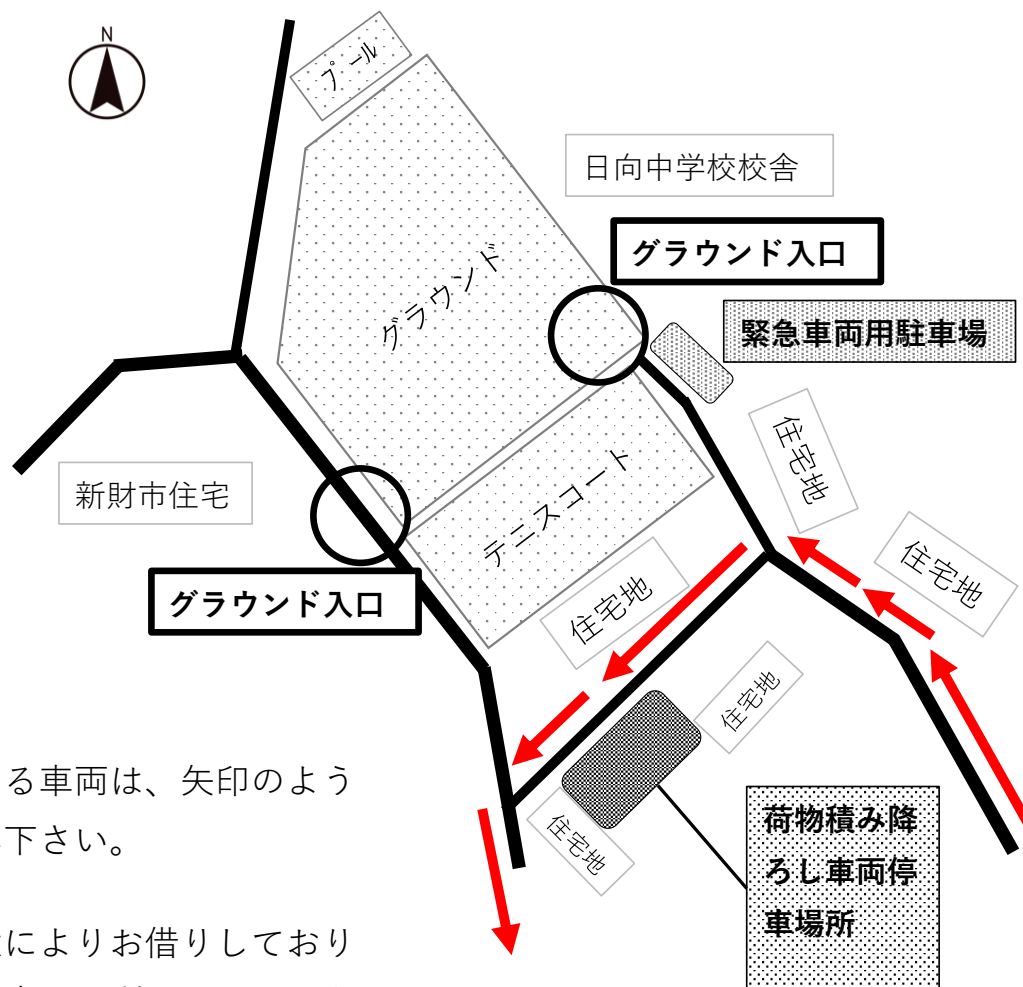 N
プール
日向中学校校舎
グラウンド入口
グラウンド
緊急車両用駐車場
住宅地
新財市住宅
テニスコート
住宅地
住宅地
グラウンド入口
住宅地
る車両は、矢印のよう
下さい。
住宅地
荷物積み降
ろし車両停
車場所
によりお借りしており